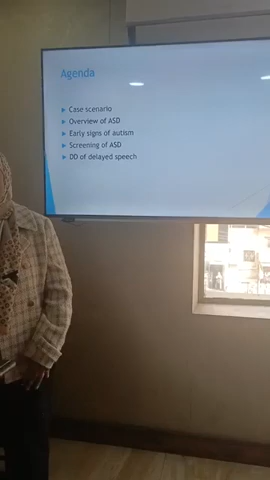 Agenda
Case scenario
Overview of ASD
Early signs of autism
Screening of ASD
DD of delayed speech